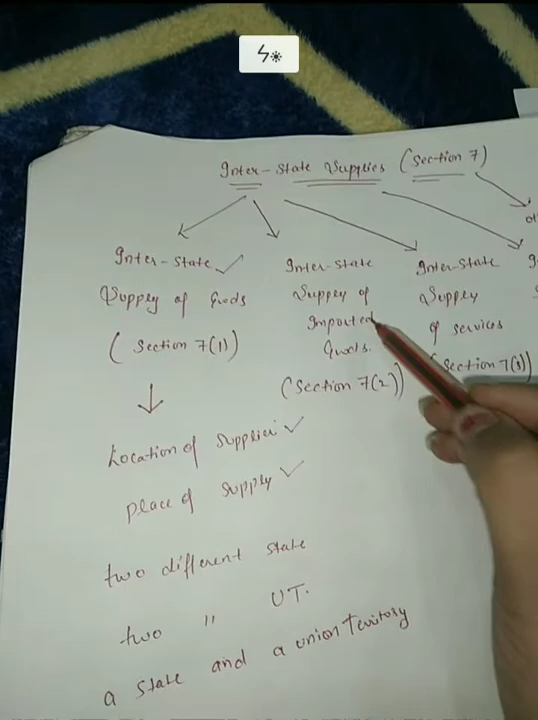 Inter-State Supplies (Section 7)
Inter-State
Supply of Goods
(Section 7(1))
Location of Supplier
place of Supply
two different State
two " UT.
a State and a union Territory
Inter-State
Supply of
Imported
Goods.
(Section 7(2))
Inter-State
Supply
of services
(Section 7(3))